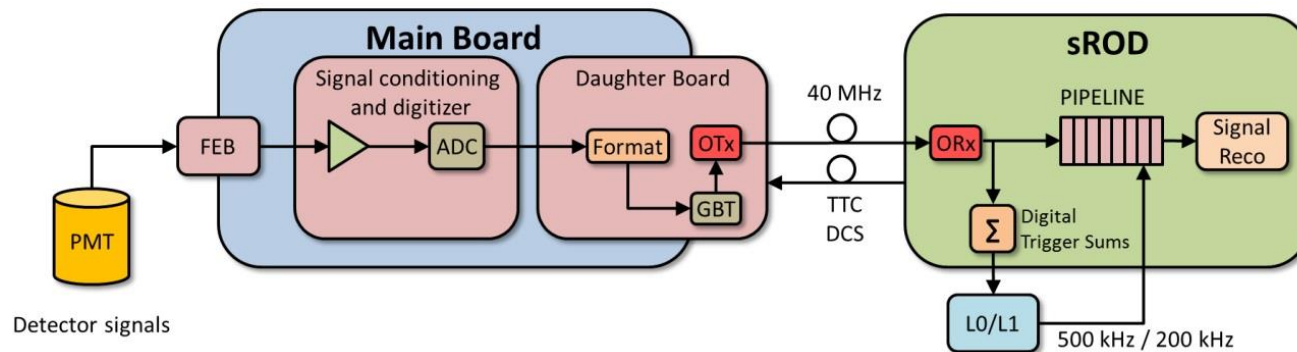 Main Board
sROD
Signal conditioning
and digitizer
Daughter Board
40 MHz
PIPELINE
FEB
ADC
Format
OTx
ORx
Signal
Reco
GBT
TTC
DCS
PMT
Σ
Digital
Trigger Sums
Detector signals
L0/L1
500 kHz / 200 kHz